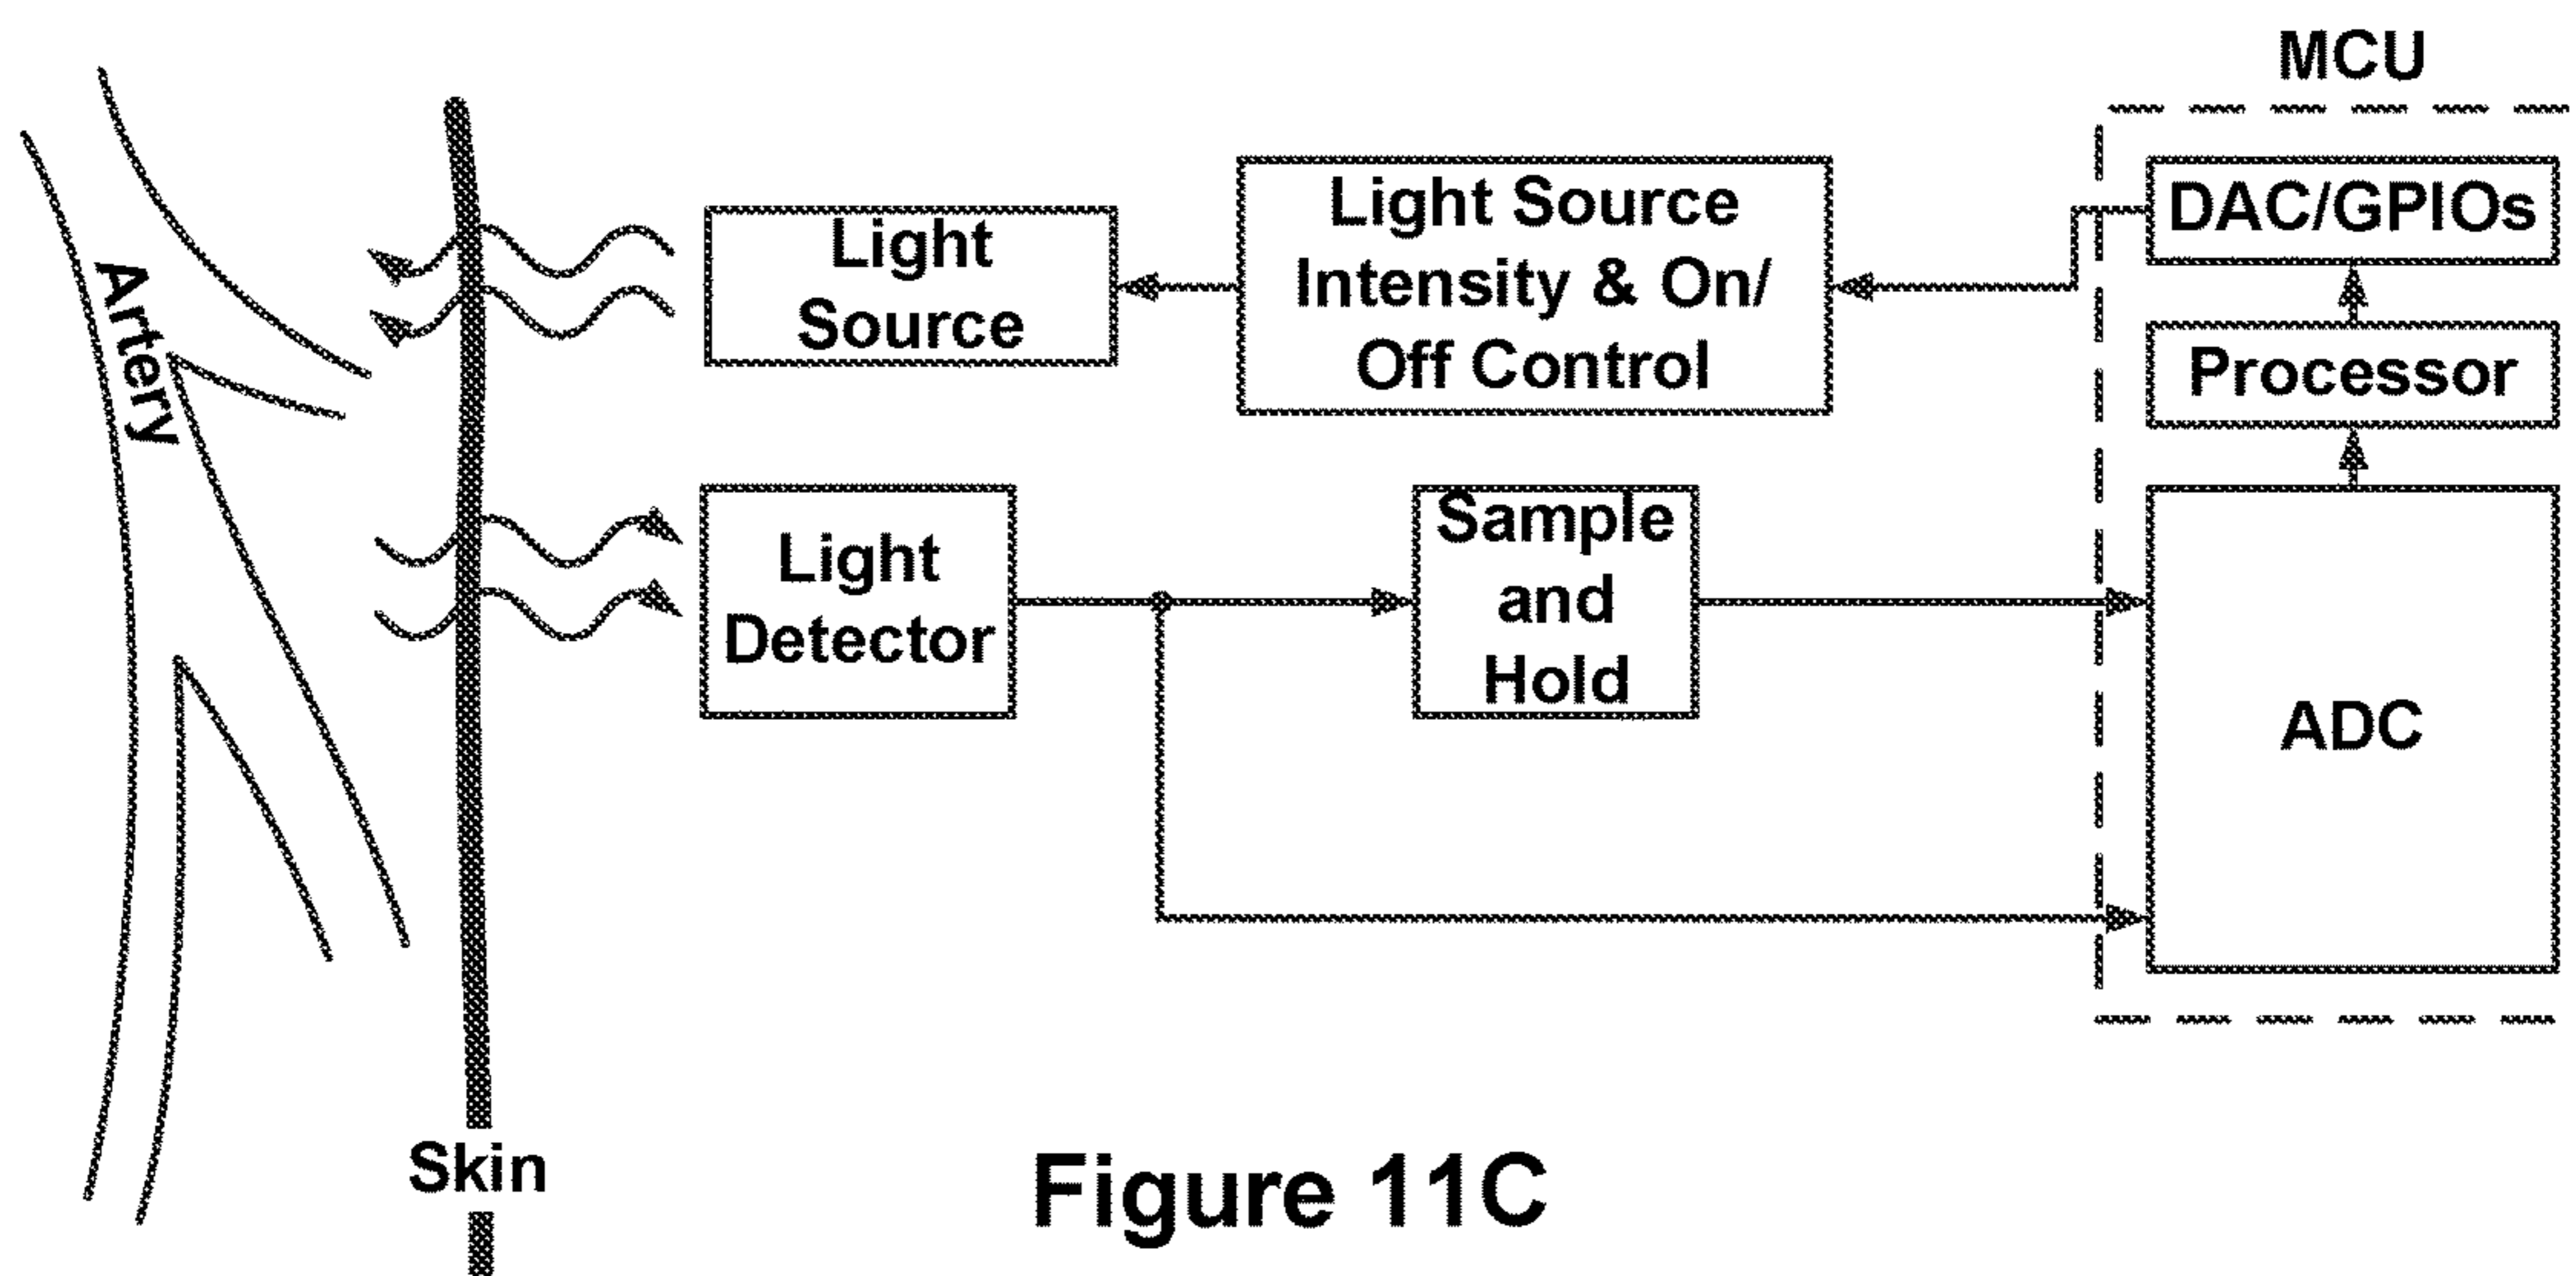 MCU
Light
Source
Light Source
Intensity & On/
Off Control
DAC/GPIOs
Processor
Artery
Light
Detector
Sample
and
Hold
ADC
Skin
Figure 11C